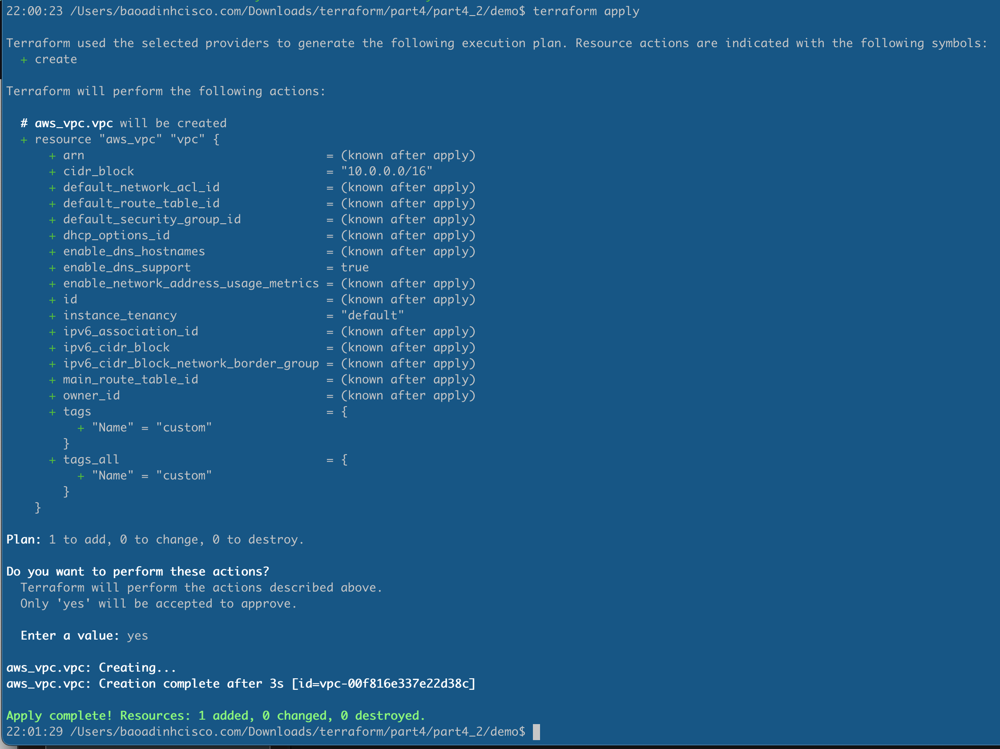 22:00:23 /Users/baoadinhcisco.com/Downloads/terraform/part4/part4_2/demo$ terraform apply
Terraform used the selected providers to generate the following execution plan. Resource actions are indicated with the following symbols:
  + create
Terraform will perform the following actions:
  # aws_vpc.vpc will be created
  + resource "aws_vpc" "vpc" {
      + arn                                  = (known after apply)
      + cidr_block                           = "10.0.0.0/16"
      + default_network_acl_id               = (known after apply)
      + default_route_table_id               = (known after apply)
      + default_security_group_id            = (known after apply)
      + dhcp_options_id                      = (known after apply)
      + enable_dns_hostnames                 = (known after apply)
      + enable_dns_support                   = true
      + enable_network_address_usage_metrics = (known after apply)
      + id                                   = (known after apply)
      + instance_tenancy                     = "default"
      + ipv6_association_id                  = (known after apply)
      + ipv6_cidr_block                      = (known after apply)
      + ipv6_cidr_block_network_border_group = (known after apply)
      + main_route_table_id                  = (known after apply)
      + owner_id                             = (known after apply)
      + tags                                 = {
          + "Name" = "custom"
        }
      + tags_all                             = {
          + "Name" = "custom"
        }
    }
Plan: 1 to add, 0 to change, 0 to destroy.
Do you want to perform these actions?
  Terraform will perform the actions described above.
  Only 'yes' will be accepted to approve.
  Enter a value: yes
aws_vpc.vpc: Creating...
aws_vpc.vpc: Creation complete after 3s [id=vpc-00f816e337e22d38c]
Apply complete! Resources: 1 added, 0 changed, 0 destroyed.
22:01:29 /Users/baoadinhcisco.com/Downloads/terraform/part4/part4_2/demo$